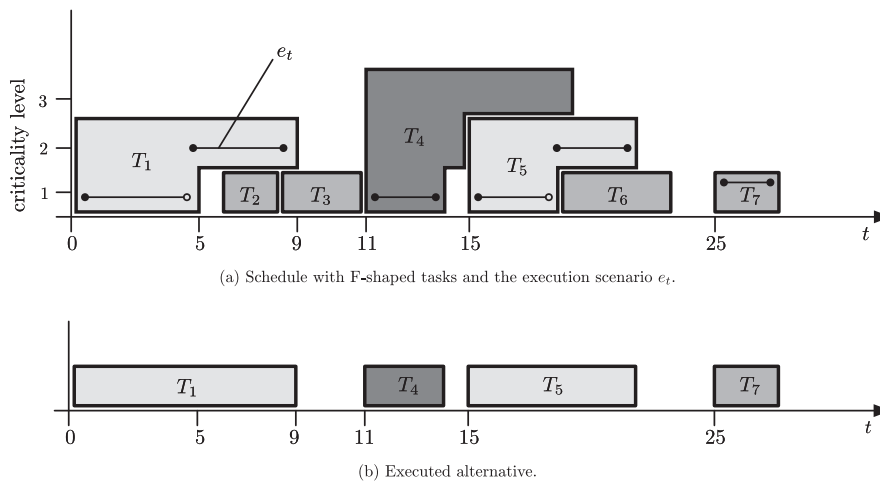 e_t
criticality level
3
2
1
T_1
T_2
T_3
T_4
T_5
T_6
T_7
0 5 9 11 15 25 t
(a) Schedule with F-shaped tasks and the execution scenario e_t.
T_1 T_4 T_5 T_7
0 5 9 11 15 25 t
(b) Executed alternative.